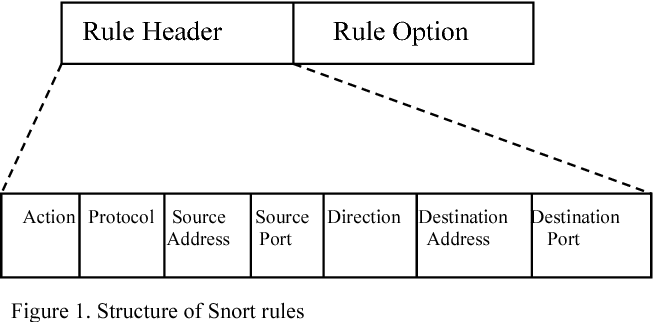 Rule Header Rule Option
Action Protocol Source Source Direction Destination Destination
Address Port Address Port
Figure 1. Structure of Snort rules